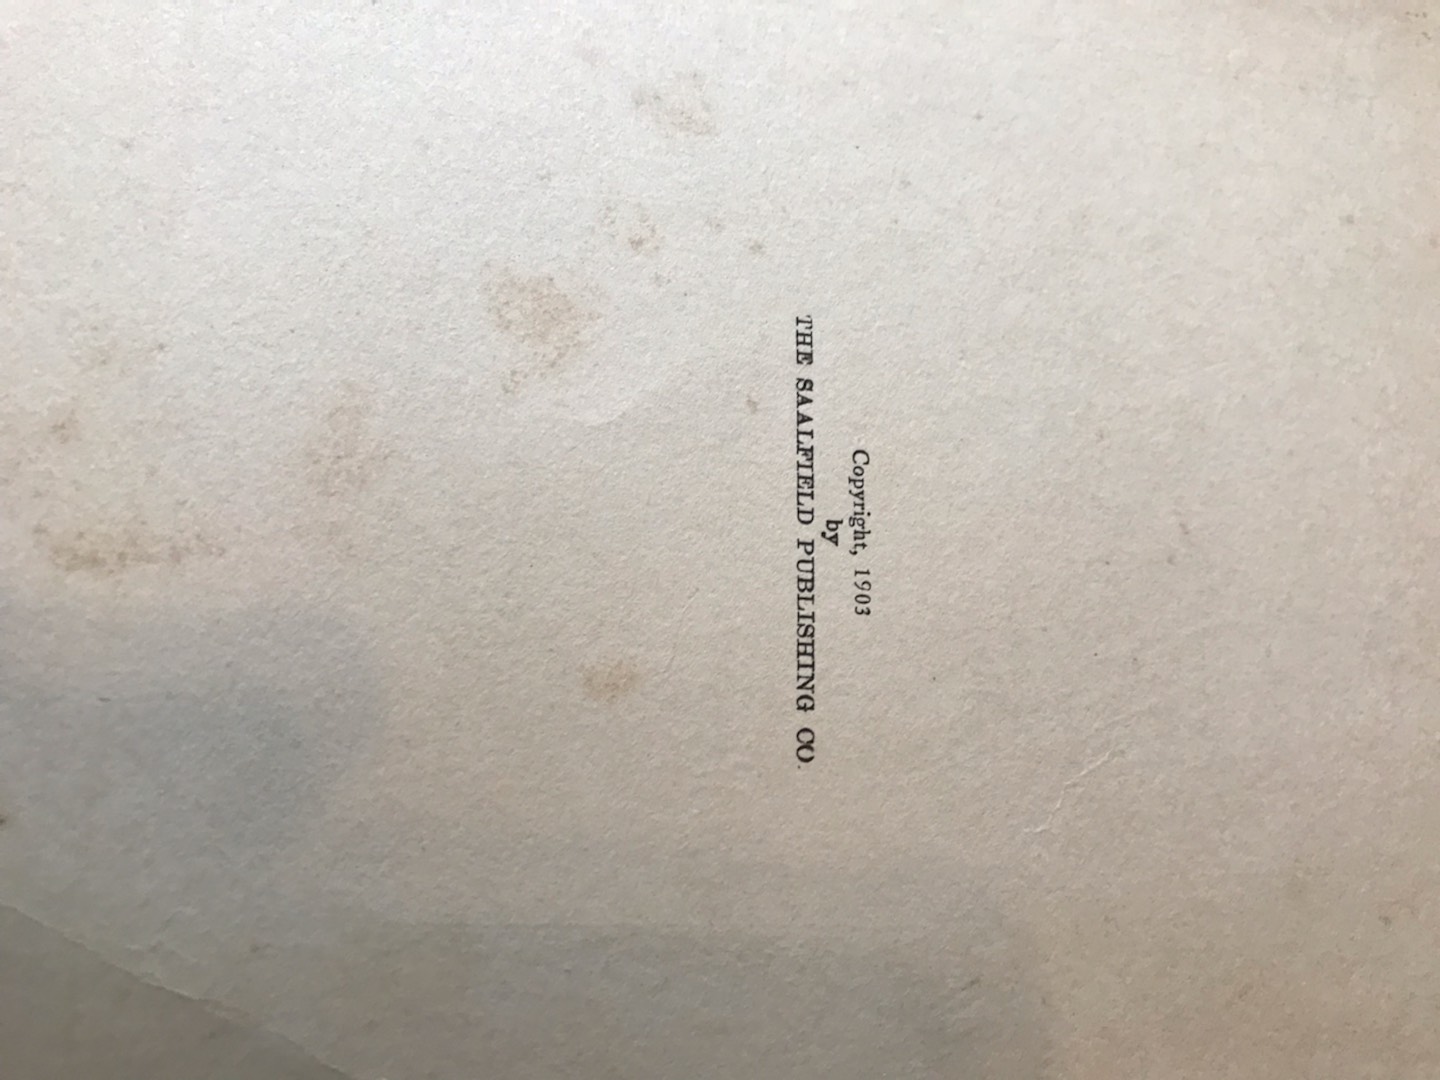 Copyright, 1903
by
THE SAALFIELD PUBLISHING CO.